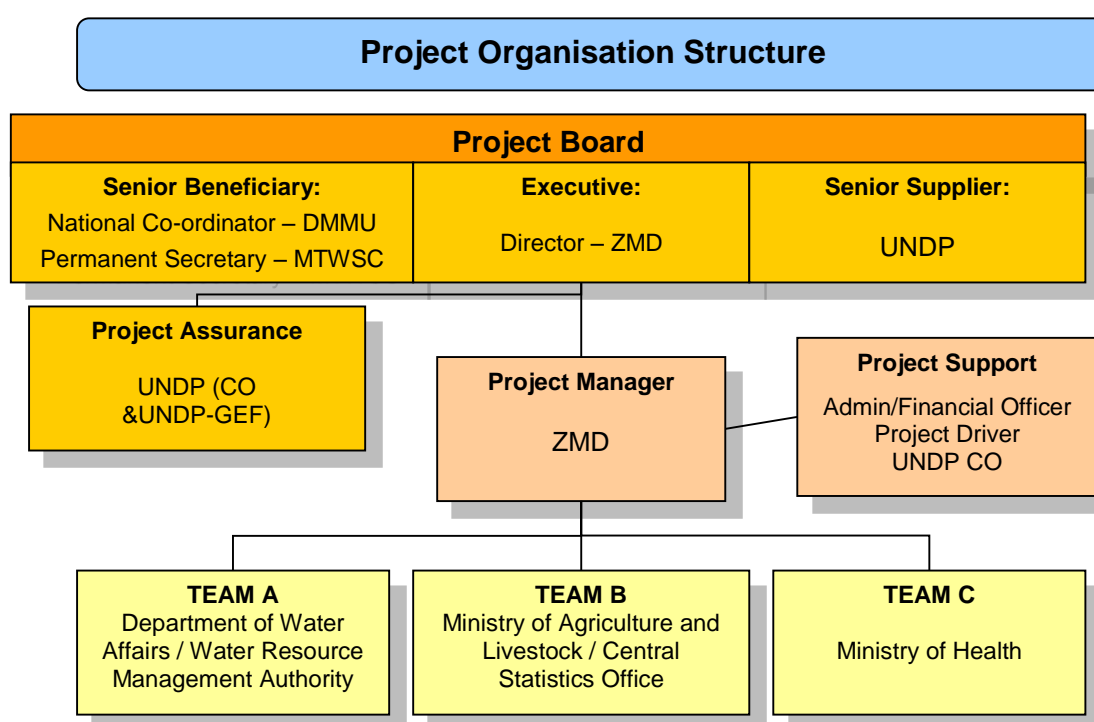 Project Organisation Structure
Project Board
Senior Beneficiary:
National Co-ordinator – DMMU
Permanent Secretary – MTWSC
Executive:
Director – ZMD
Senior Supplier:
UNDP
Project Assurance
UNDP (CO
&UNDP-GEF)
Project Manager
ZMD
Project Support
Admin/Financial Officer
Project Driver
UNDP CO
TEAM A
Department of Water
Affairs / Water Resource
Management Authority
TEAM B
Ministry of Agriculture and
Livestock / Central
Statistics Office
TEAM C
Ministry of Health